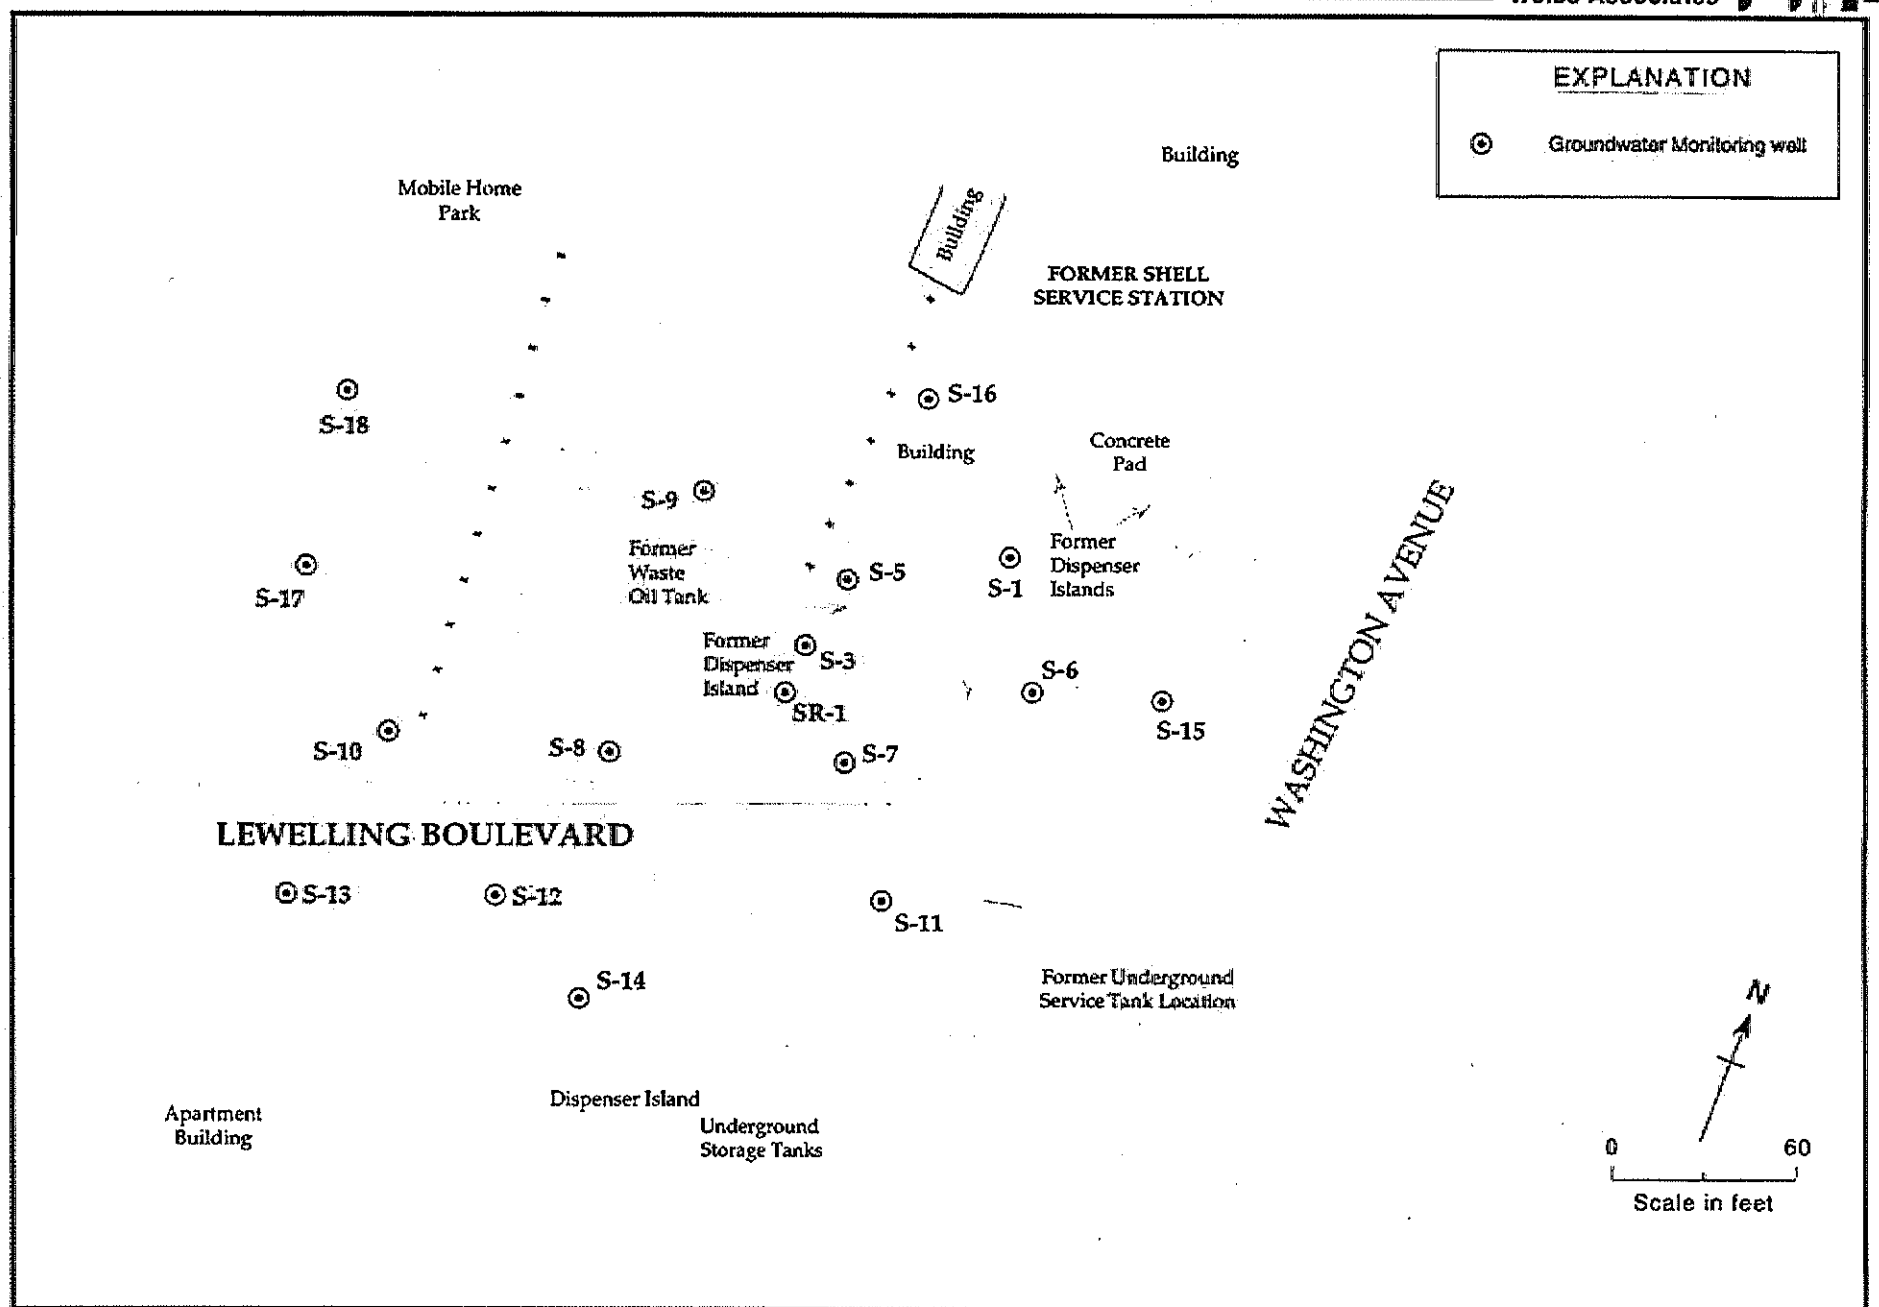 EXPLANATION
Groundwater Monitoring well
Building
Mobile Home
Park
Building
FORMER SHELL
SERVICE STATION
S-18
S-16
Building
Concrete
Pad
S-9
WASHINGTON AVENUE
Former
Waste
Oil Tank
S-5
S-1
Former
Dispenser
Islands
S-17
Former
Dispenser
Island
S-3
SR-1
S-6
S-15
S-10
S-8
S-7
LEWELLING BOULEVARD
S-13
S-12
S-11
S-14
Former Underground
Service Tank Location
N
Apartment
Building
Dispenser Island
Underground
Storage Tanks
0 60
Scale in feet